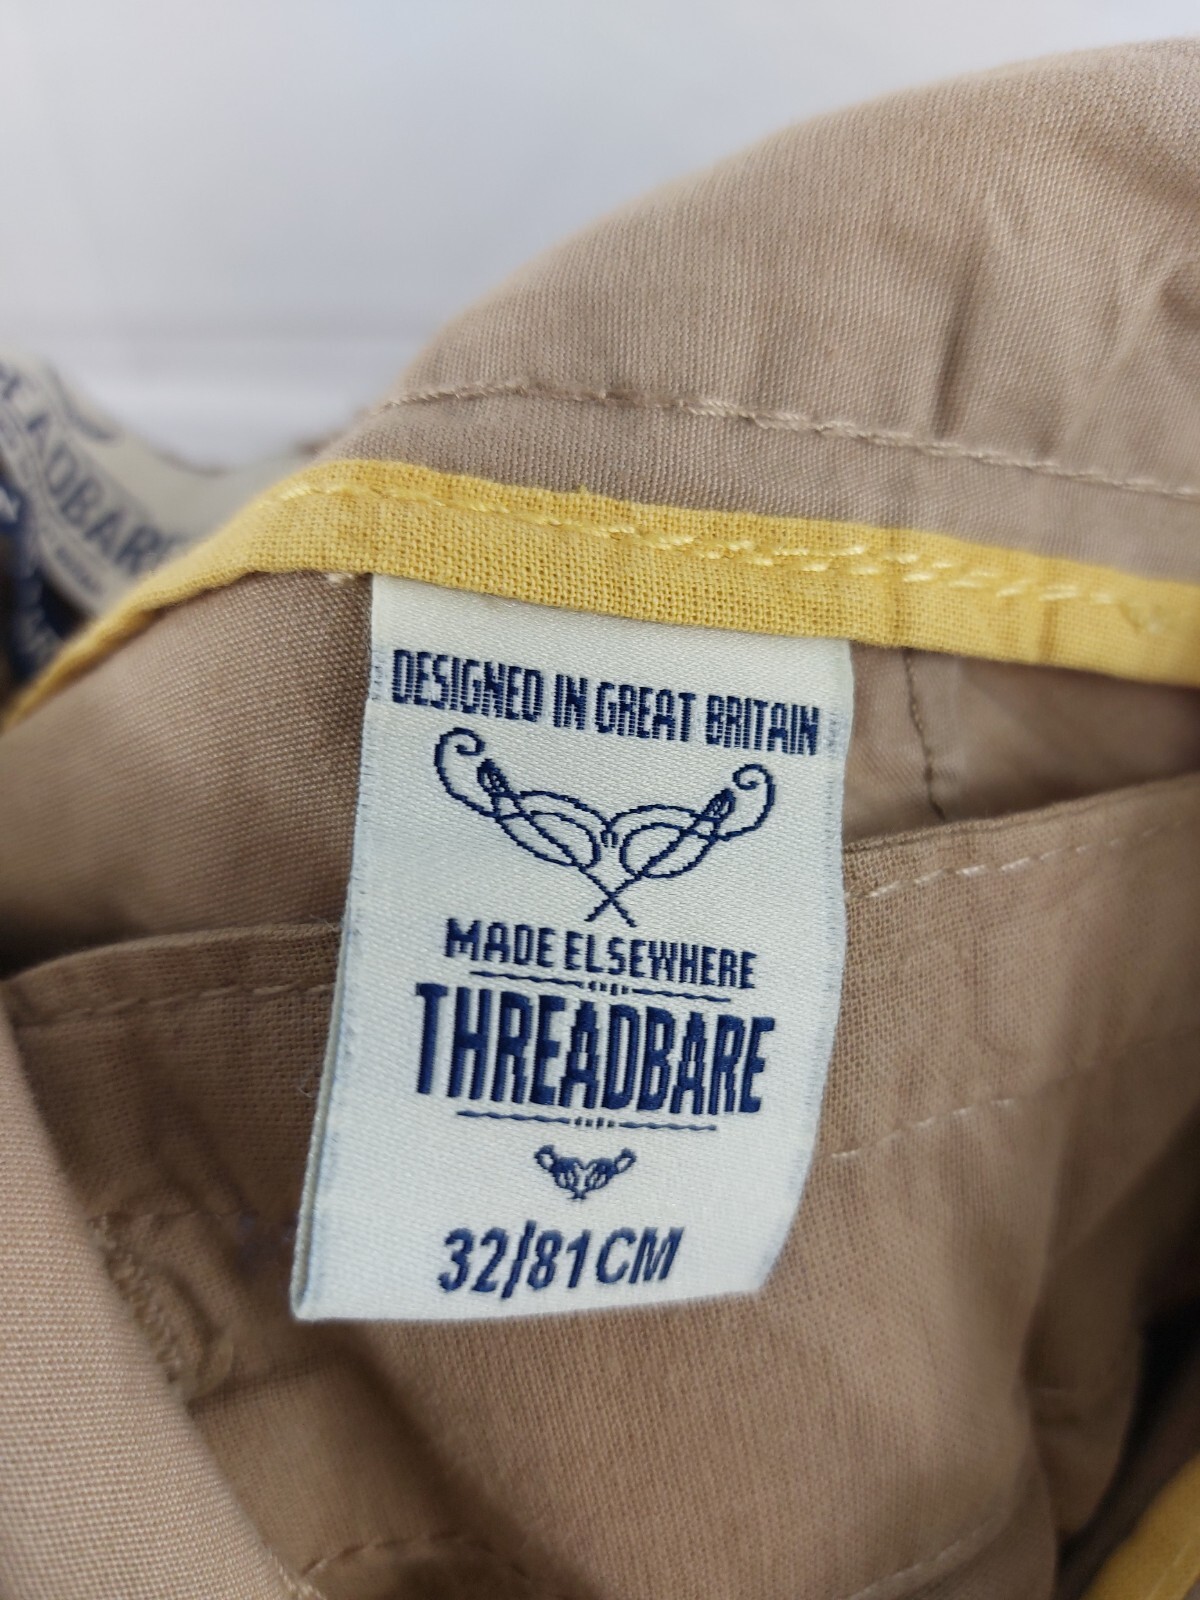 DESIGNED IN GREAT BRITAIN
MADE ELSEWHERE
THREADBARE
32/81CM